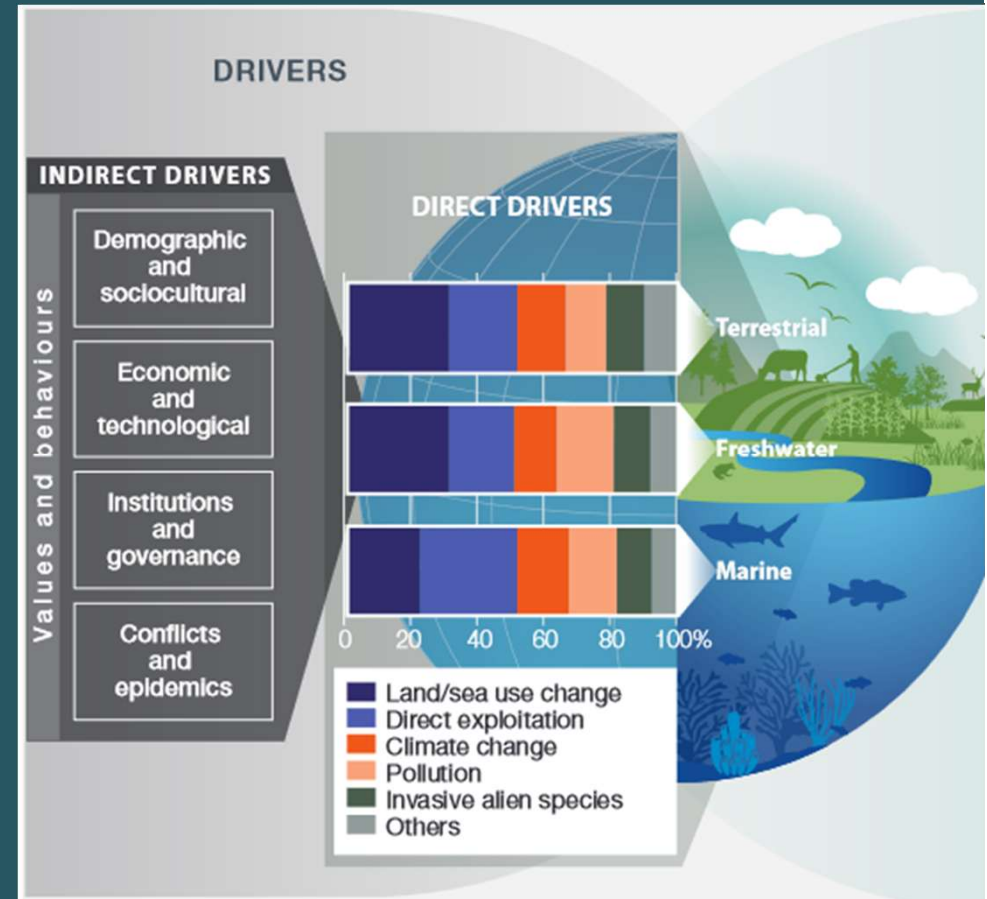 DRIVERS
INDIRECT DRIVERS
Values and behaviours
Demographic
and
sociocultural
Economic
and
technological
Institutions
and
governance
Conflicts
and
epidemics
DIRECT DRIVERS
Terrestrial
Freshwater
Marine
0 20 40 60 80 100%
Land/sea use change
Direct exploitation
Climate change
Pollution
Invasive alien species
Others